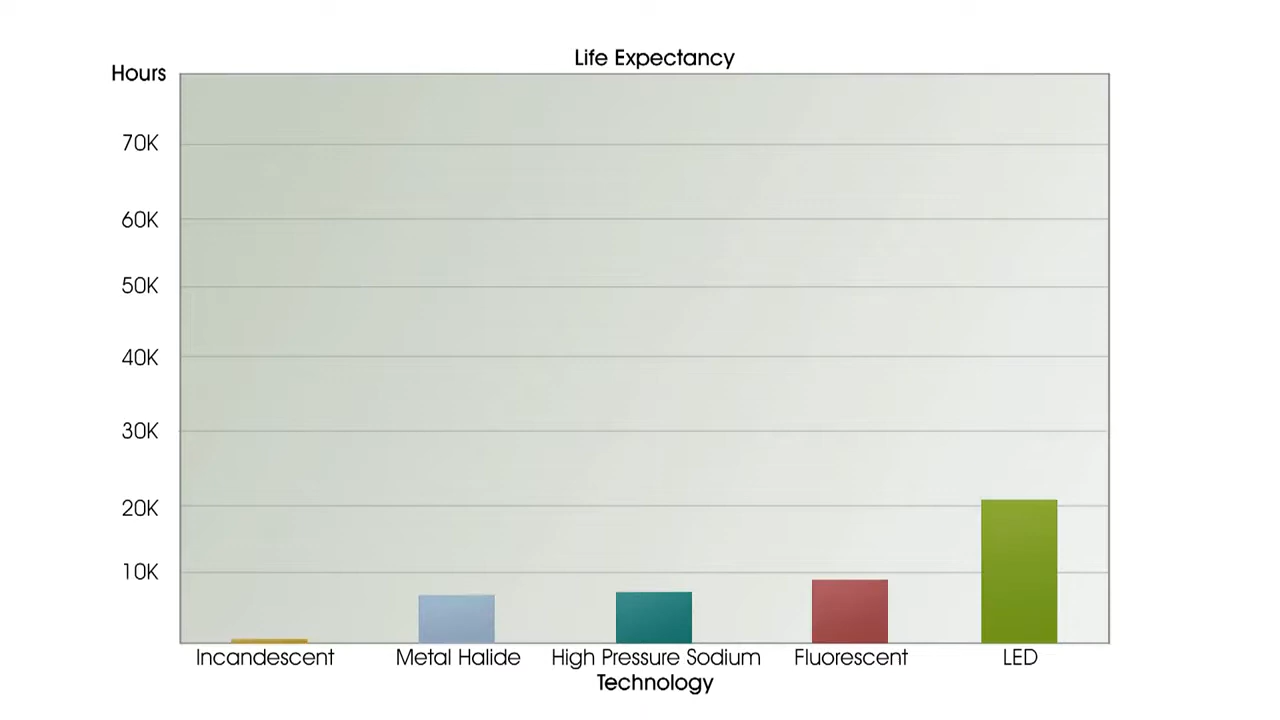 Life Expectancy
Hours
70K
60K
50K
40K
30K
20K
10K
Incandescent Metal Halide High Pressure Sodium Fluorescent LED
Technology